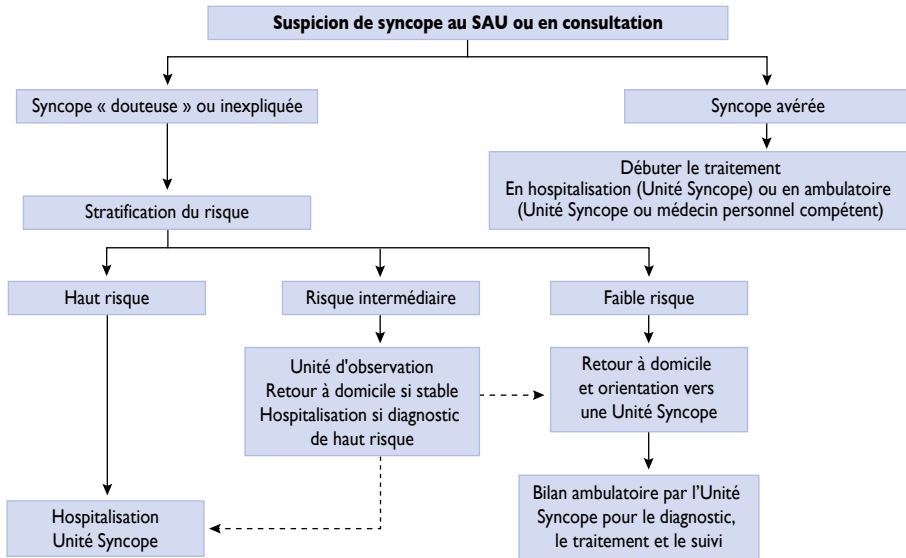 Suspicion de syncope au SAU ou en consultation
Syncope « douteuse » ou inexpliquée
Syncope avérée
Débuter le traitement
En hospitalisation (Unité Syncope) ou en ambulatoire
(Unité Syncope ou médecin personnel compétent)
Stratification du risque
Haut risque
Risque intermédiaire
Faible risque
Unité d'observation
Retour à domicile si stable
Hospitalisation si diagnostic
de haut risque
Retour à domicile
et orientation vers
une Unité Syncope
Hospitalisation
Unité Syncope
Bilan ambulatoire par l'Unité
Syncope pour le diagnostic,
le traitement et le suivi